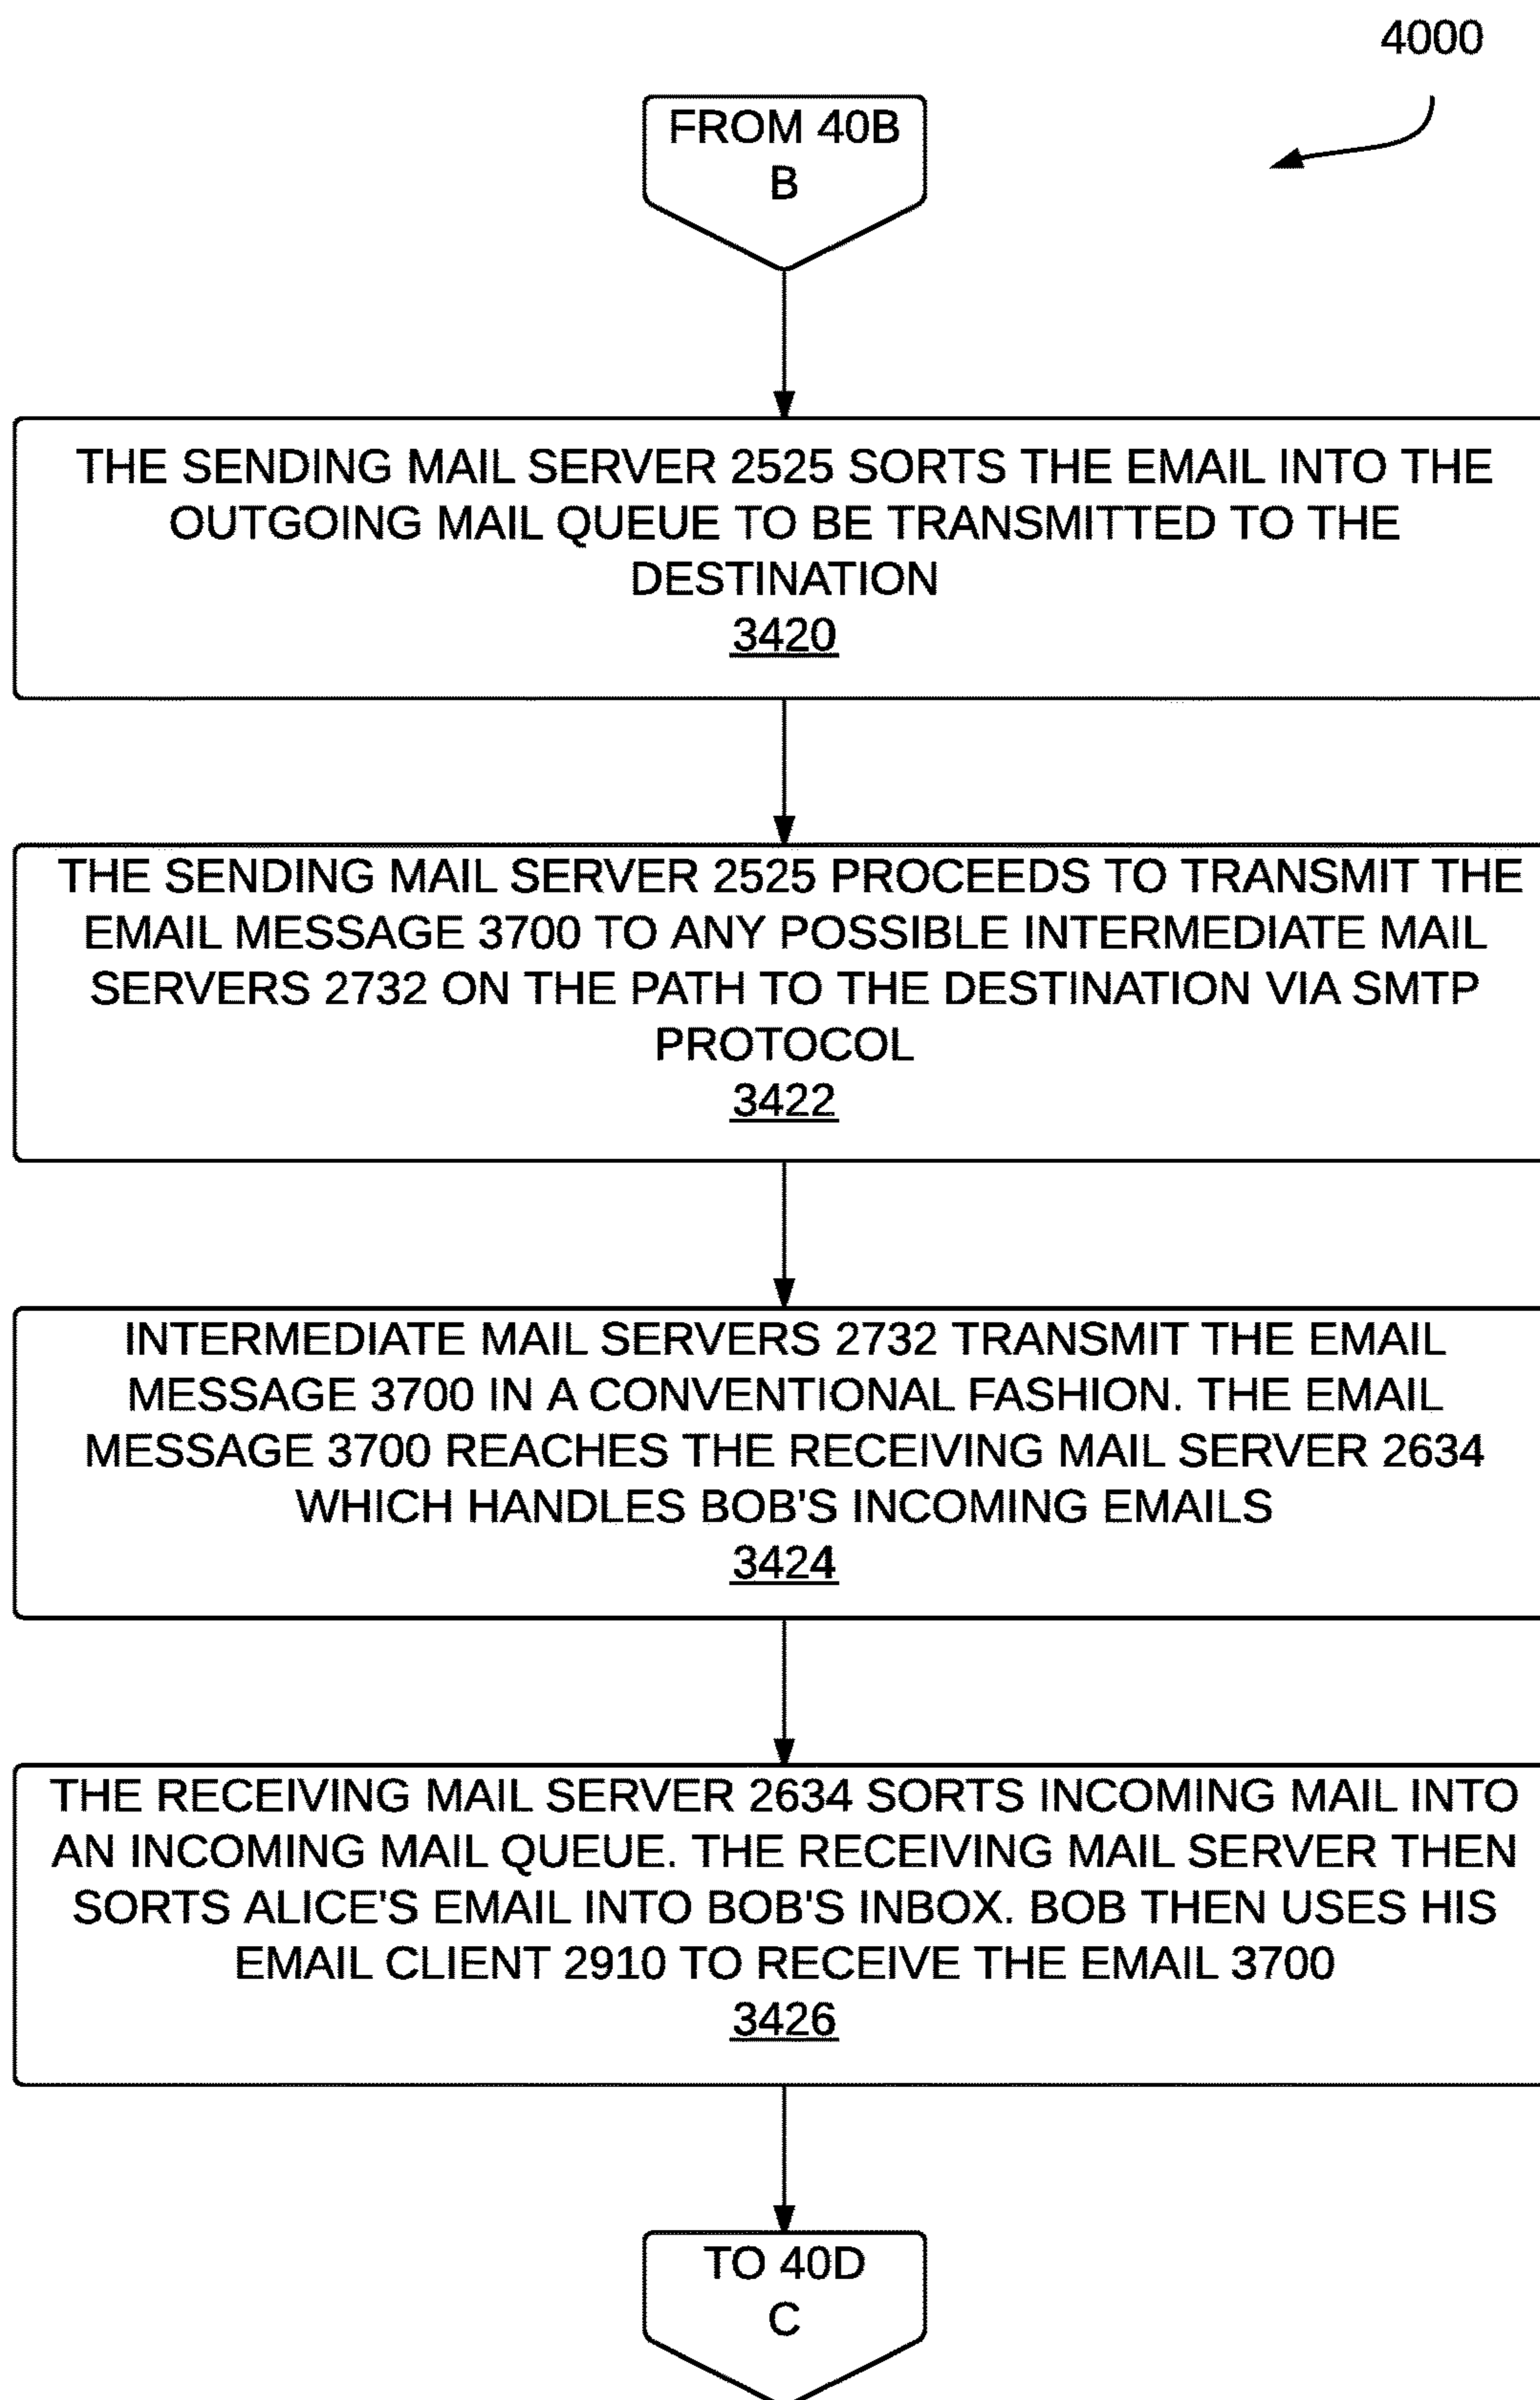 4000
FROM 40B
B
THE SENDING MAIL SERVER 2525 SORTS THE EMAIL INTO THE
OUTGOING MAIL QUEUE TO BE TRANSMITTED TO THE
DESTINATION
3420
THE SENDING MAIL SERVER 2525 PROCEEDS TO TRANSMIT THE
EMAIL MESSAGE 3700 TO ANY POSSIBLE INTERMEDIATE MAIL
SERVERS 2732 ON THE PATH TO THE DESTINATION VIA SMTP
PROTOCOL
3422
INTERMEDIATE MAIL SERVERS 2732 TRANSMIT THE EMAIL
MESSAGE 3700 IN A CONVENTIONAL FASHION. THE EMAIL
MESSAGE 3700 REACHES THE RECEIVING MAIL SERVER 2634
WHICH HANDLES BOB'S INCOMING EMAILS
3424
THE RECEIVING MAIL SERVER 2634 SORTS INCOMING MAIL INTO
AN INCOMING MAIL QUEUE. THE RECEIVING MAIL SERVER THEN
SORTS ALICE'S EMAIL INTO BOB'S INBOX. BOB THEN USES HIS
EMAIL CLIENT 2910 TO RECEIVE THE EMAIL 3700
3426
TO 40D
C